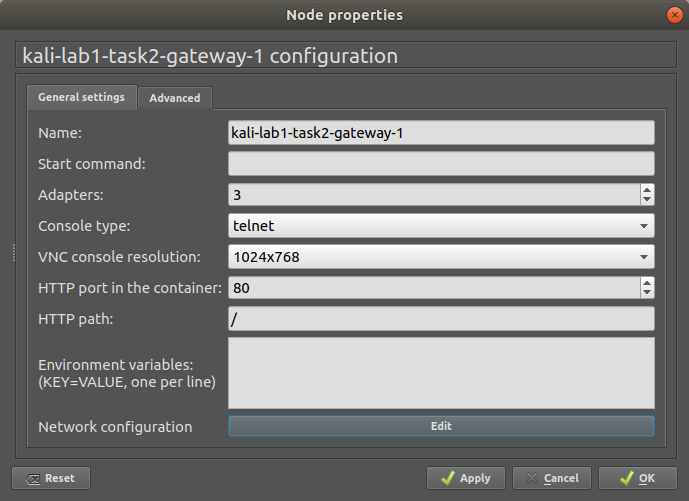 Node properties
kali-lab1-task2-gateway-1 configuration
General settings
Advanced
Name:
kali-lab1-task2-gateway-1
Start command:
Adapters:
3
Console type:
telnet
VNC console resolution:
1024x768
HTTP port in the container:
80
HTTP path:
/
Environment variables:
(KEY=VALUE, one per line)
Network configuration
Edit
Reset
Apply
Cancel
OK